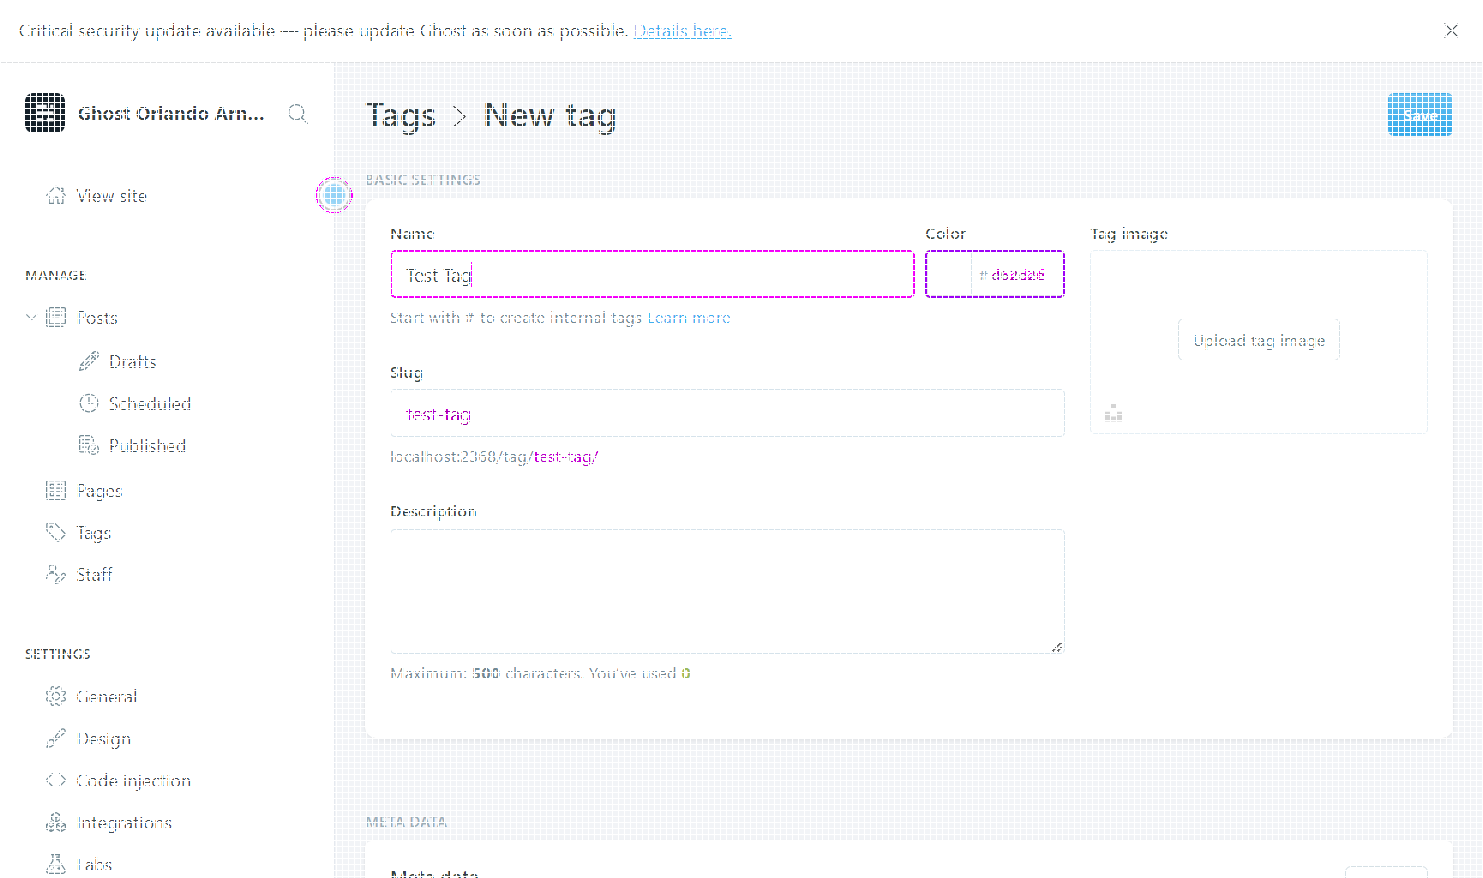 Critical security update available — please update Ghost as soon as possible. Details here.
Ghost Orlando Arn...
Tags > New tag
Save
View site
BASIC SETTINGS
Name
Color
Tag image
Test Tag
#
Start with # to create internal tags Learn more
Upload tag image
MANAGE
Posts
Drafts
Scheduled
Published
Pages
Tags
Staff
Slug
test-tag
localhost:2368/tag/test-tag/
Description
Maximum: 500 characters. You've used 0
SETTINGS
General
Design
Code injection
Integrations
Labs
META DATA
Meta data